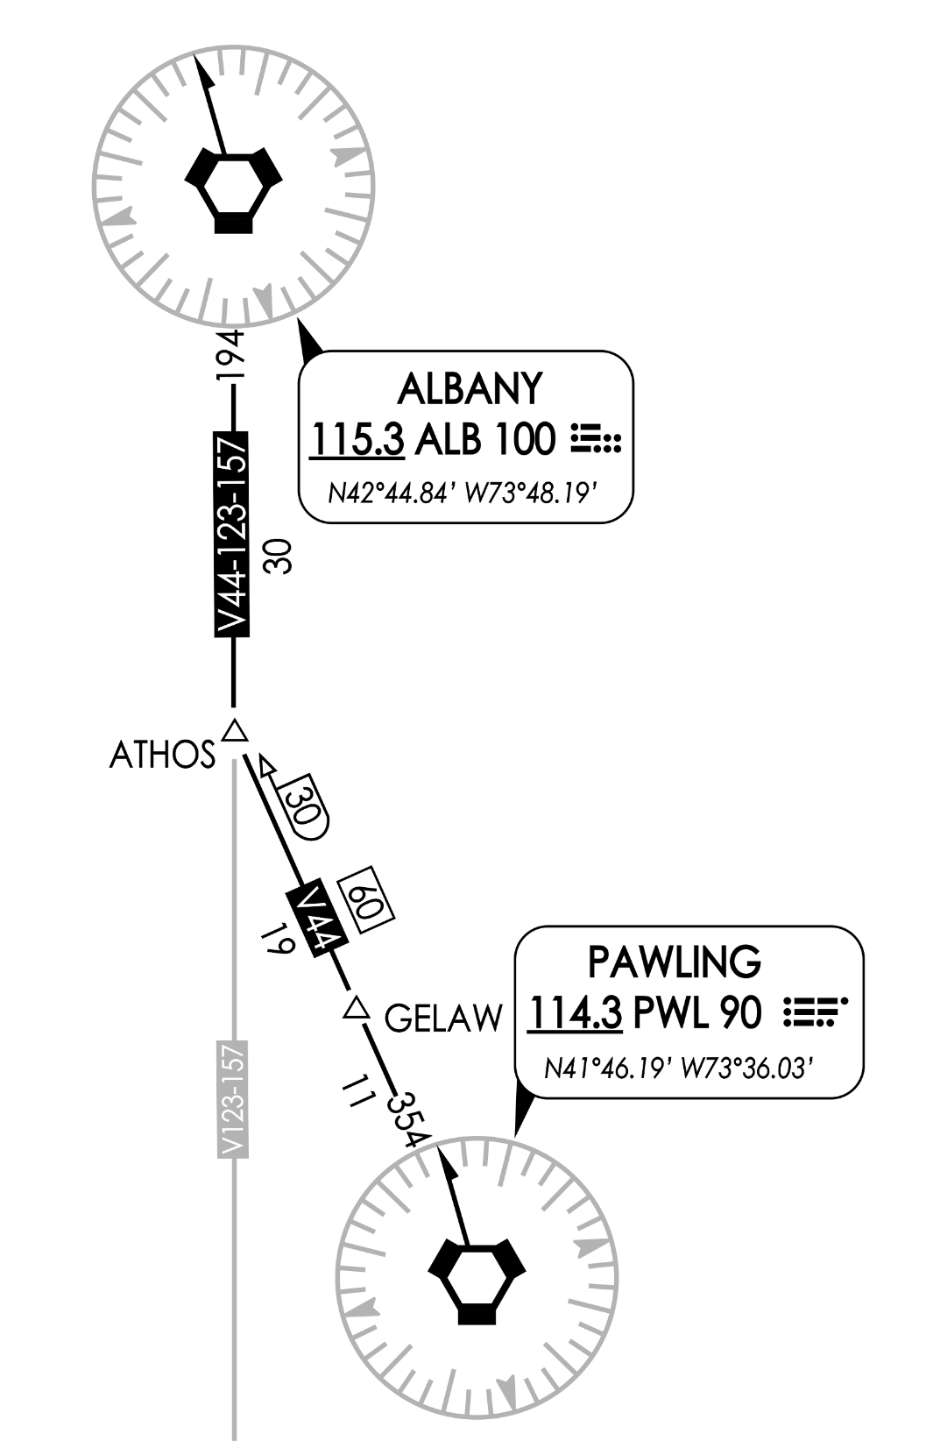 194
ALBANY
115.3 ALB 100
N42°44.84’ W73°48.19’
V44-123-157
30
ATHOS
30
60
V44
19
GELAW
PAWLING
114.3 PWL 90
N41°46.19’ W73°36.03’
V123-157
11
354